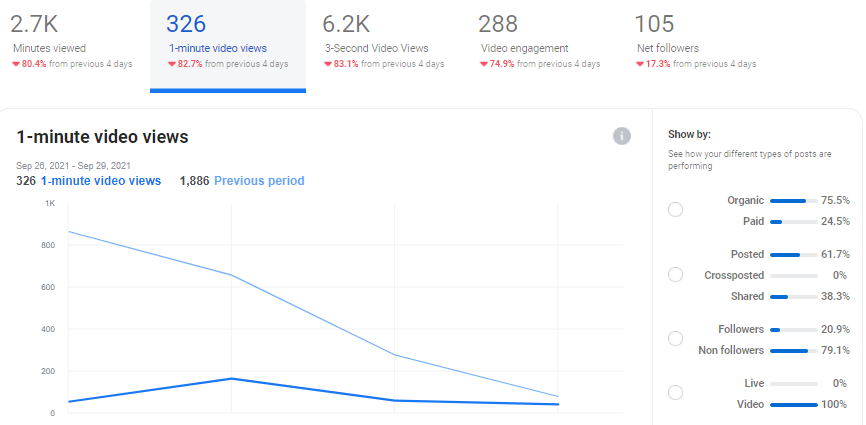 2.7K
Minutes viewed
80.4% from previous 4 days
326
1-minute video views
82.7% from previous 4 days
6.2K
3-Second Video Views
83.1% from previous 4 days
288
Video engagement
74.9% from previous 4 days
105
Net followers
17.3% from previous 4 days
1-minute video views
i
Sep 26, 2021 - Sep 29, 2021
326 1-minute video views 1,886 Previous period
1K
800
600
400
200
0
Show by:
See how your different types of posts are
performing
Organic 75.5%
Paid 24.5%
Posted 61.7%
Crossposted 0%
Shared 38.3%
Followers 20.9%
Non followers 79.1%
Live 0%
Video 100%